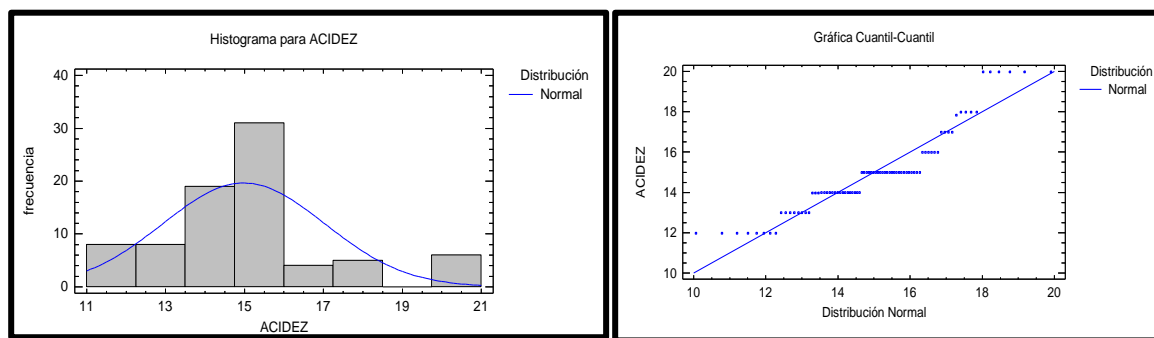 Histograma para ACIDEZ
40
30
20
10
0
frecuencia
11 13 15 17 19 21
ACIDEZ
Distribución
Normal
Gráfica Cuantil-Cuantil
20
18
16
14
12
10
ACIDEZ
10 12 14 16 18 20
Distribución Normal
Distribución
Normal